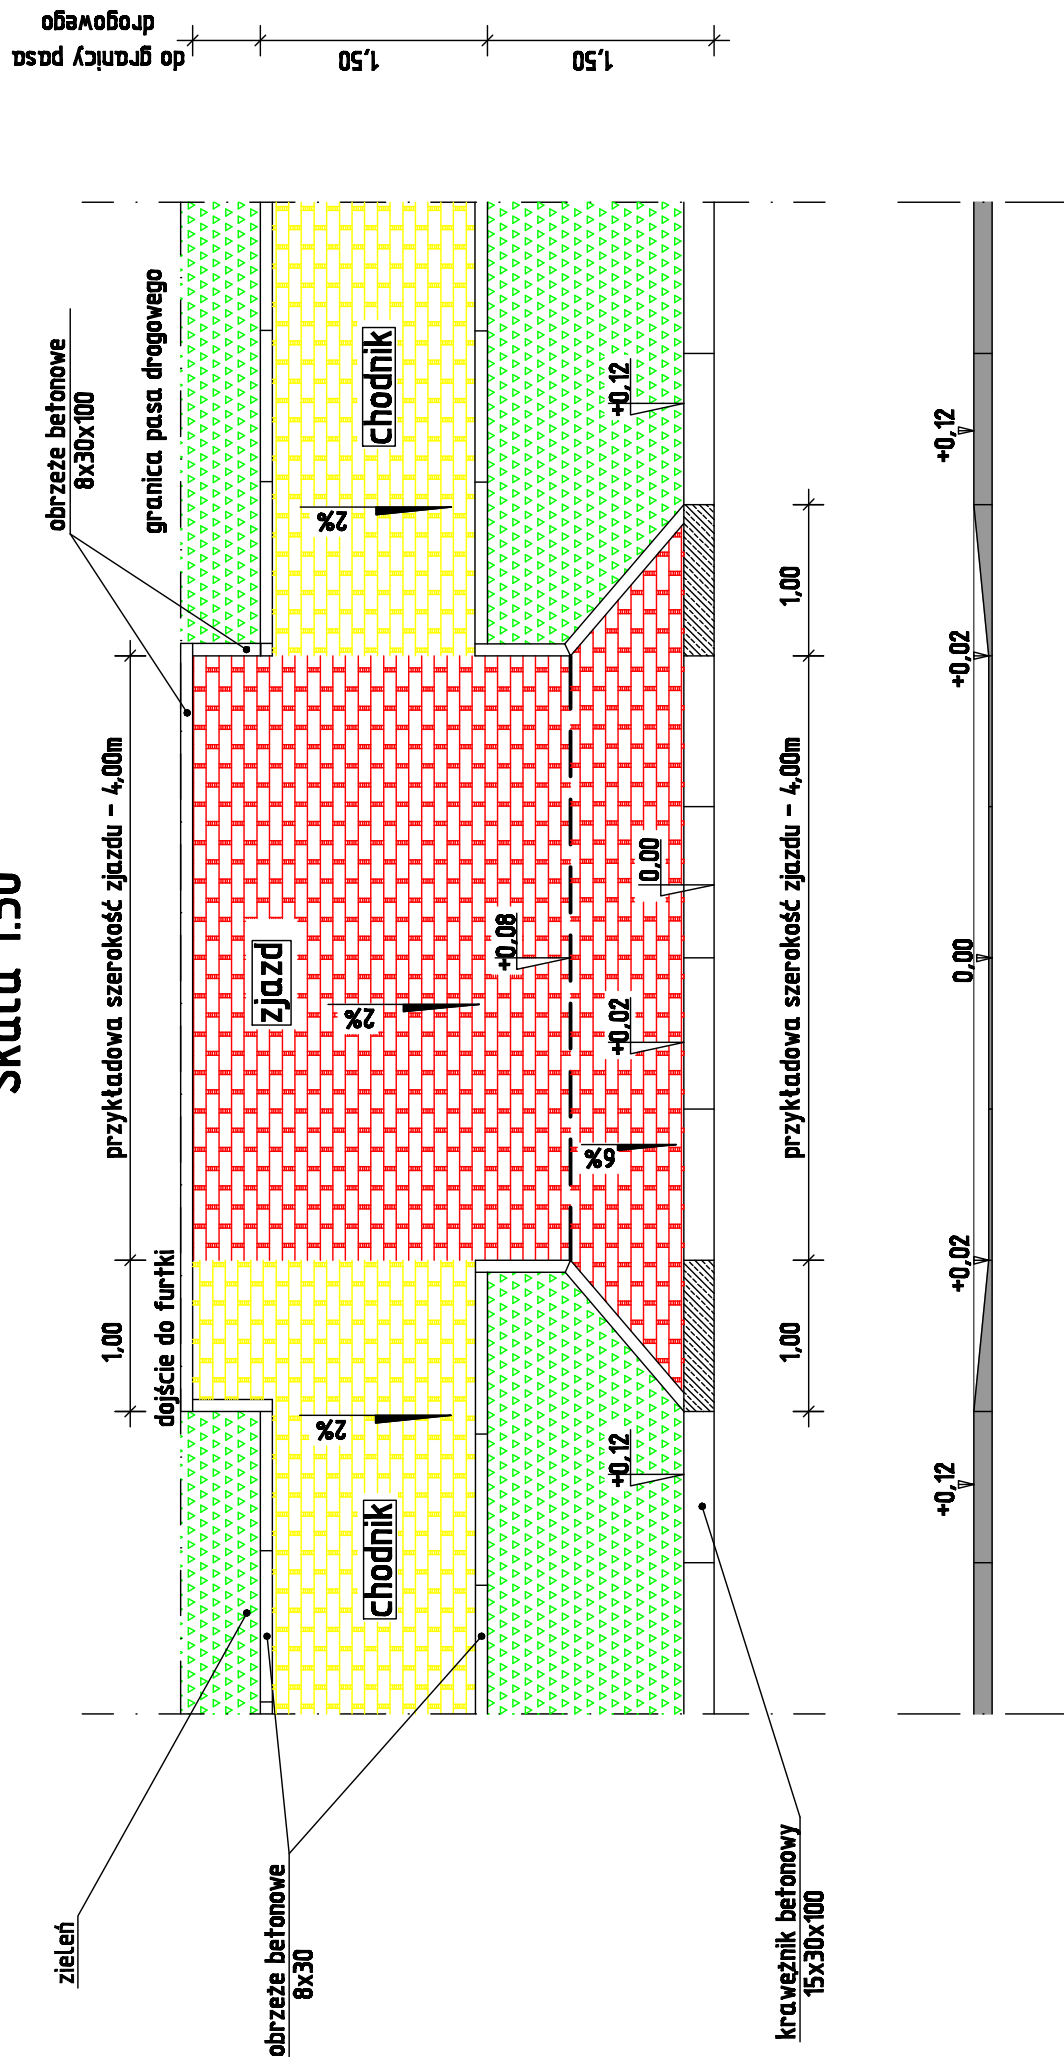 skala 1:50
do granicy pasa
drogowego
1,50
1,50
obrzeże betonowe
8x30x100
granica pasa drogowego
przykładowa szerokość zjazdu - 4,00m
1,00
dojście do furtki
chodnik
2%
zjazd
2%
chodnik
2%
+0,12
+0,08
0,00
+0,02
6%
+0,12
1,00
przykładowa szerokość zjazdu - 4,00m
1,00
+0,12
+0,02
0,00
+0,02
+0,12
zieleń
obrzeże betonowe
8x30
krawężnik betonowy
15x30x100